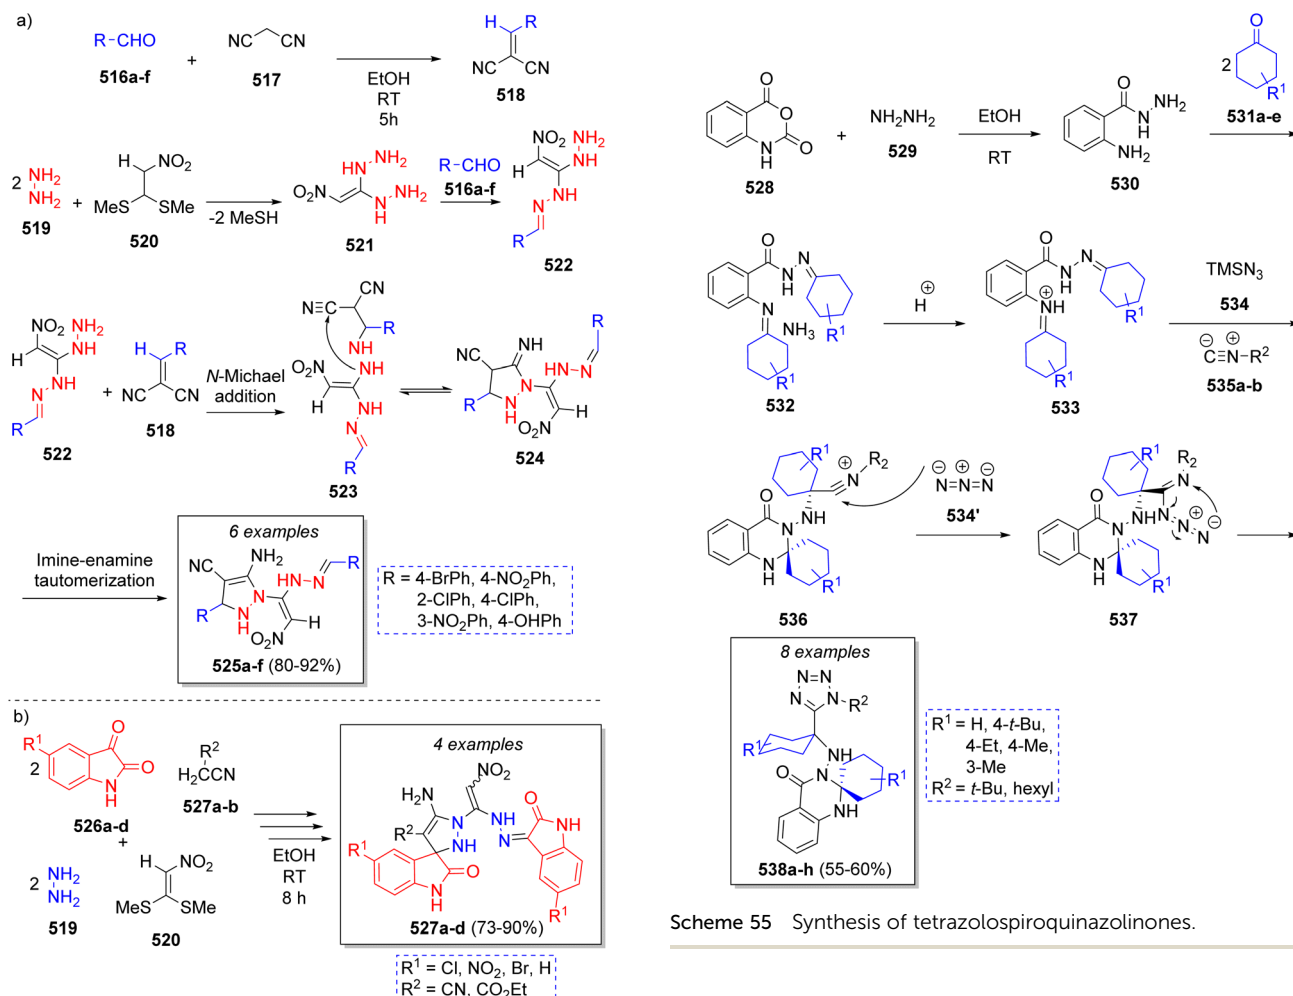 a)
R-CHO
516a-f
+
NC CN
517
EtOH
RT
5h
H R
NC CN
518
2 NH2
NH2
519
+
H NO2
MeS SMe
520
-2 MeSH
HN NH2
O2N N NH2
H
521
R-CHO
516a-f
NO2 NH2
H NH
N NH
R
522
NO2 NH2
H NH
N NH
R
522
+
H R
NC CN
518
N-Michael
addition
CN
N
R
NH
NO2 NH
H NH
N
R
523
NC NH R
N HN-N
R N H
H O2N
524
Imine-enamine
tautomerization
6 examples
NC NH2 R
N HN-N
R N H
H O2N
525a-f (80-92%)
R = 4-BrPh, 4-NO2Ph,
2-ClPh, 4-ClPh,
3-NO2Ph, 4-OHPh
b)
R1 O
2 O
N
H
526a-d
+
R2
H2C CN
527a-b
2 NH2
NH2
519
H NO2
MeS SMe
520
EtOH
RT
8 h
4 examples
NO2
H2N
R2 N NH O NH
NH N
R1 O
N
H R1
527a-d (73-90%)
R1 = Cl, NO2, Br, H
R2 = CN, CO2Et
O
O
N O
H
528
+
NH2NH2
529
EtOH
RT
O
NH2
N
H
NH2
530
O
2
R1
531a-e
O
N
N
H
N R1
NH3
R1
532
⊕
H
O
N
N
H
⊕
NH R1
R1
533
TMSN3
534
⊖ ⊕
C≡N-R2
535a-b
R1 R2
⊕
N
O NH
N
N
H R1
536
⊖ ⊕ ⊖
N=N=N
534'
R1 R2
N
O NH N ⊕ ⊖
N N N
N
H R1
537
8 examples
N-N
N N R2
R1
NH
O N R1
NH
538a-h (55-60%)
R1 = H, 4-t-Bu,
4-Et, 4-Me,
3-Me
R2 = t-Bu, hexyl
Scheme 55 Synthesis of tetrazolospiroquinazolinones.